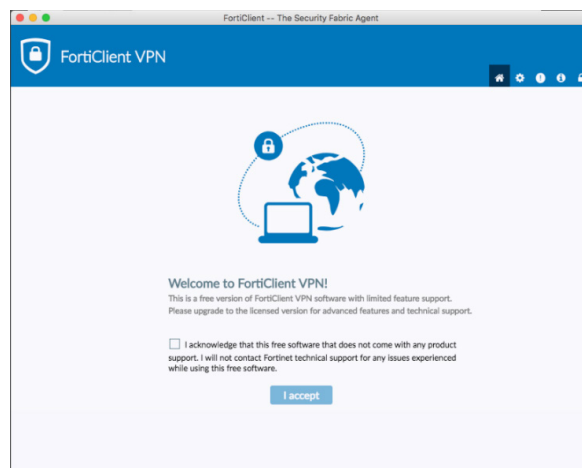 FortiClient -- The Security Fabric Agent
FortiClient VPN
Welcome to FortiClient VPN!
This is a free version of FortiClient VPN software with limited feature support.
Please upgrade to the licensed version for advanced features and technical support.
I acknowledge that this free software that does not come with any product
support. I will not contact Fortinet technical support for any issues experienced
while using this free software.
I accept